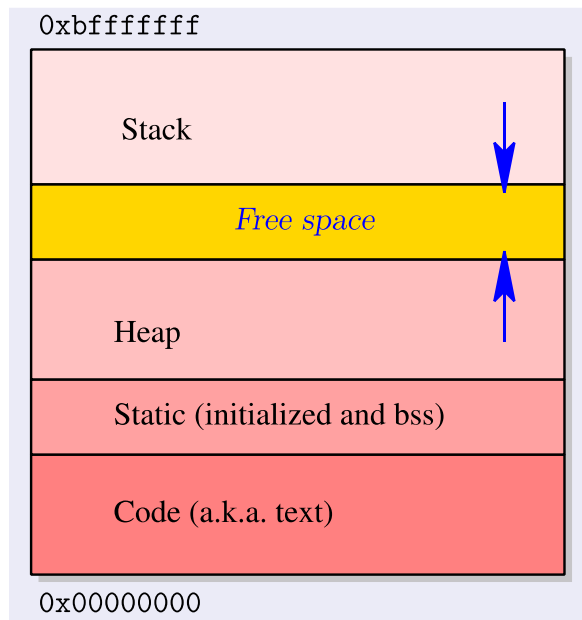 0xbfffffff
Stack
Free space
Heap
Static (initialized and bss)
Code (a.k.a. text)
0x00000000